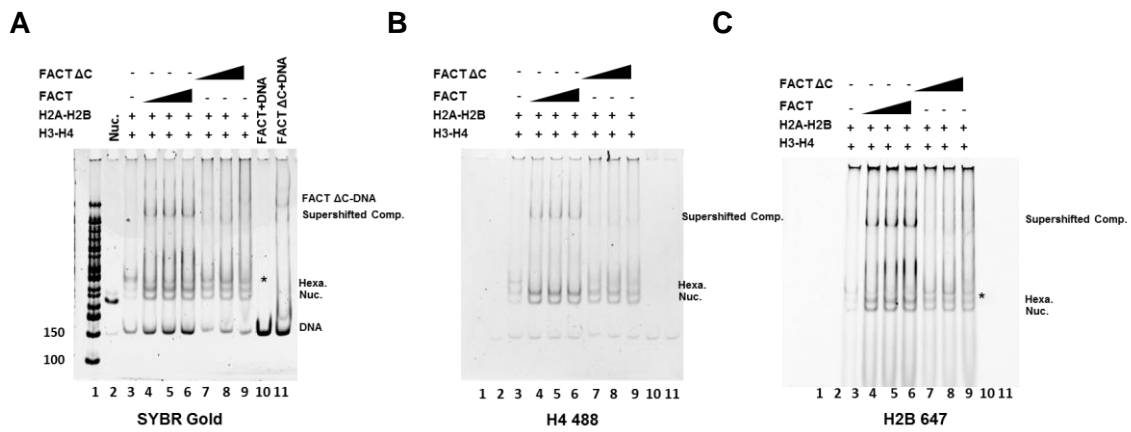 A
FACT ΔC - - - - FACT+DNA FACT ΔC+DNA
FACT - - - -
H2A-H2B Nuc. + + + + + + +
H3-H4 + + + + + + +
FACT ΔC-DNA
Supershifted Comp.
*
Hexa.
Nuc.
DNA
150
100
1 2 3 4 5 6 7 8 9 10 11
SYBR Gold
B
FACT ΔC - - - -
FACT - - - -
H2A-H2B + + + + + + +
H3-H4 + + + + + + +
Supershifted Comp.
Hexa.
Nuc.
1 2 3 4 5 6 7 8 9 10 11
H4 488
C
FACT ΔC - - - -
FACT - - - -
H2A-H2B + + + + + + +
H3-H4 + + + + + + +
Supershifted Comp.
Hexa.
Nuc.
*
1 2 3 4 5 6 7 8 9 10 11
H2B 647